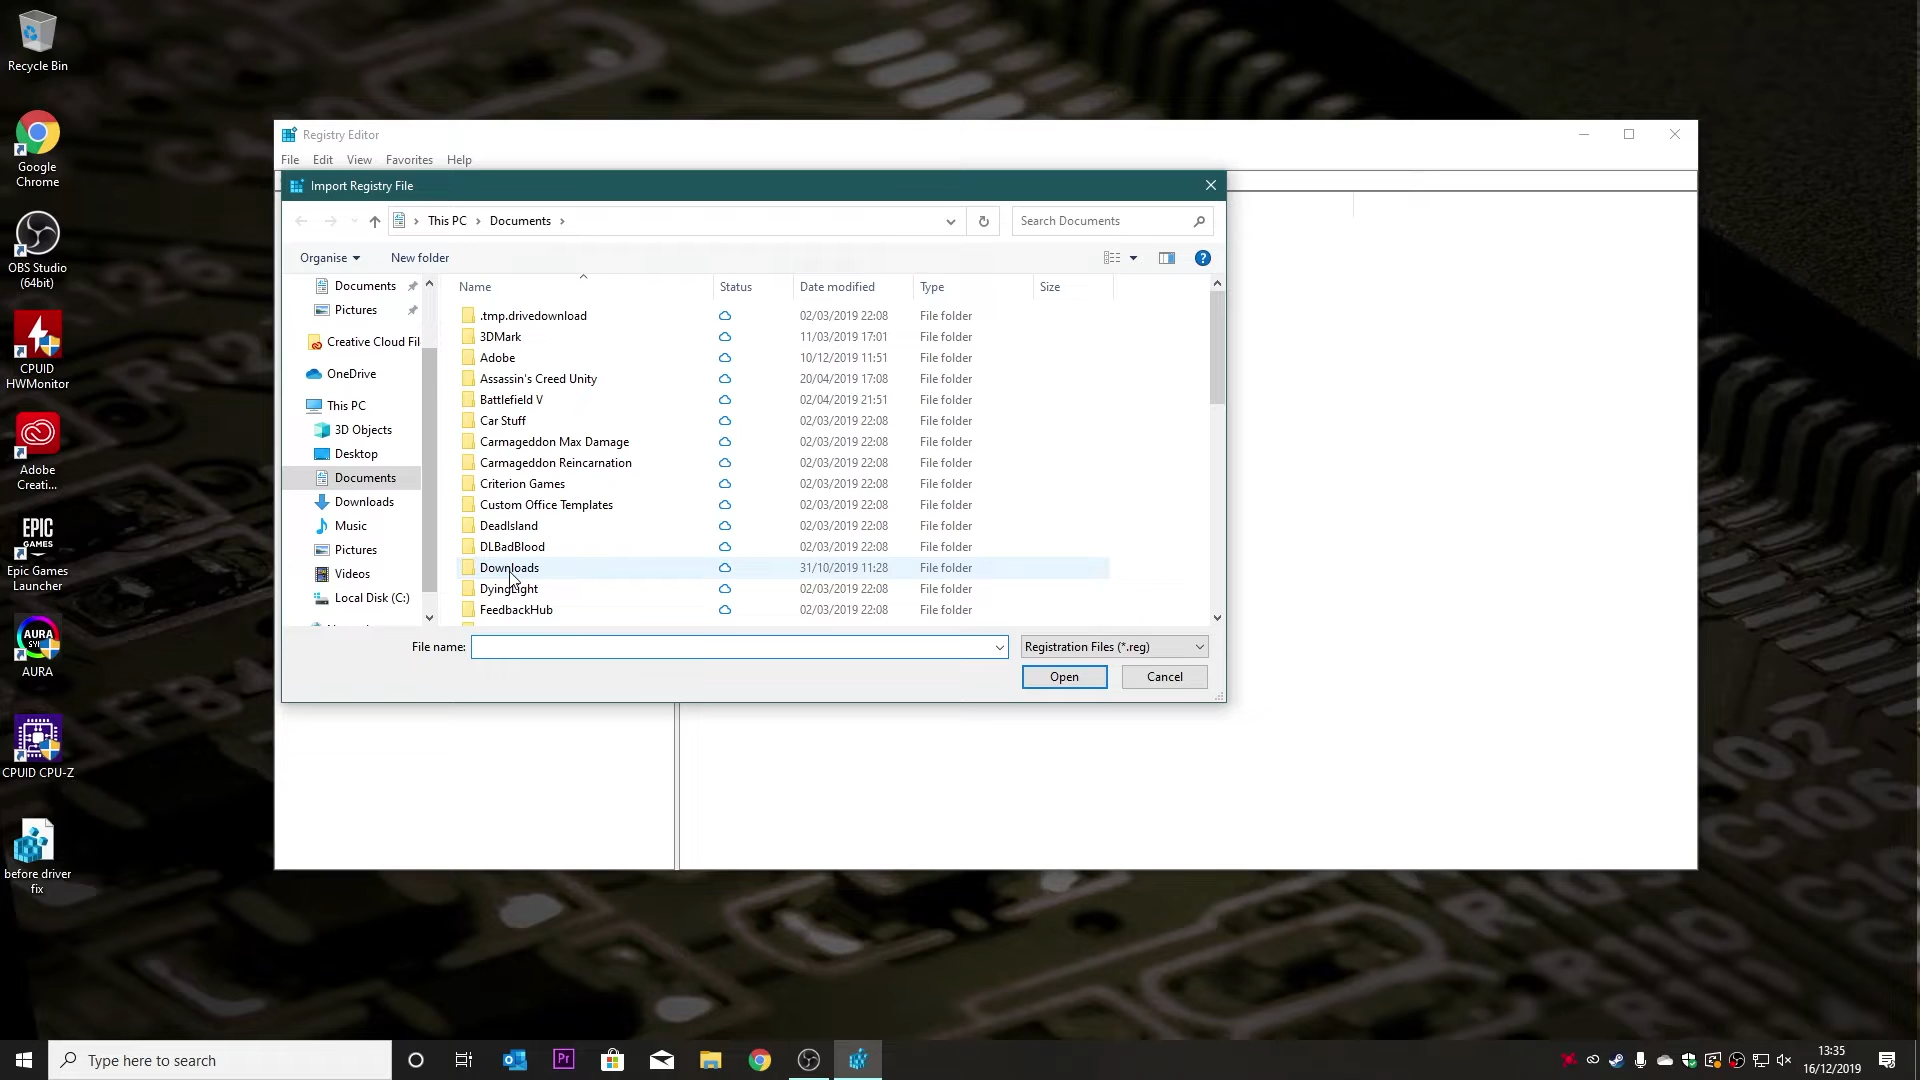 Recycle Bin
Google
Chrome
OBS Studio
(64bit)
CPUID
HWMonitor
Adobe
Creati...
EPIC
GAMES
Epic Games
Launcher
AURA
AURA
CPUID CPU-Z
before driver
fix
Registry Editor
File Edit View Favorites Help
Import Registry File
This PC Documents
Search Documents
Organise New folder
Name Status Date modified Type Size
Documents
Pictures
Creative Cloud Fil
OneDrive
This PC
3D Objects
Desktop
Documents
Downloads
Music
Pictures
Videos
Local Disk (C:)
.tmp.drivedownload 02/03/2019 22:08 File folder
3DMark 11/03/2019 17:01 File folder
Adobe 10/12/2019 11:51 File folder
Assassin's Creed Unity 20/04/2019 17:08 File folder
Battlefield V 02/04/2019 21:51 File folder
Car Stuff 02/03/2019 22:08 File folder
Carmageddon Max Damage 02/03/2019 22:08 File folder
Carmageddon Reincarnation 02/03/2019 22:08 File folder
Criterion Games 02/03/2019 22:08 File folder
Custom Office Templates 02/03/2019 22:08 File folder
DeadIsland 02/03/2019 22:08 File folder
DLBadBlood 02/03/2019 22:08 File folder
Downloads 31/10/2019 11:28 File folder
DyingLight 02/03/2019 22:08 File folder
FeedbackHub 02/03/2019 22:08 File folder
File name: Registration Files (*.reg)
Open Cancel
Type here to search
Pr
13:35
16/12/2019